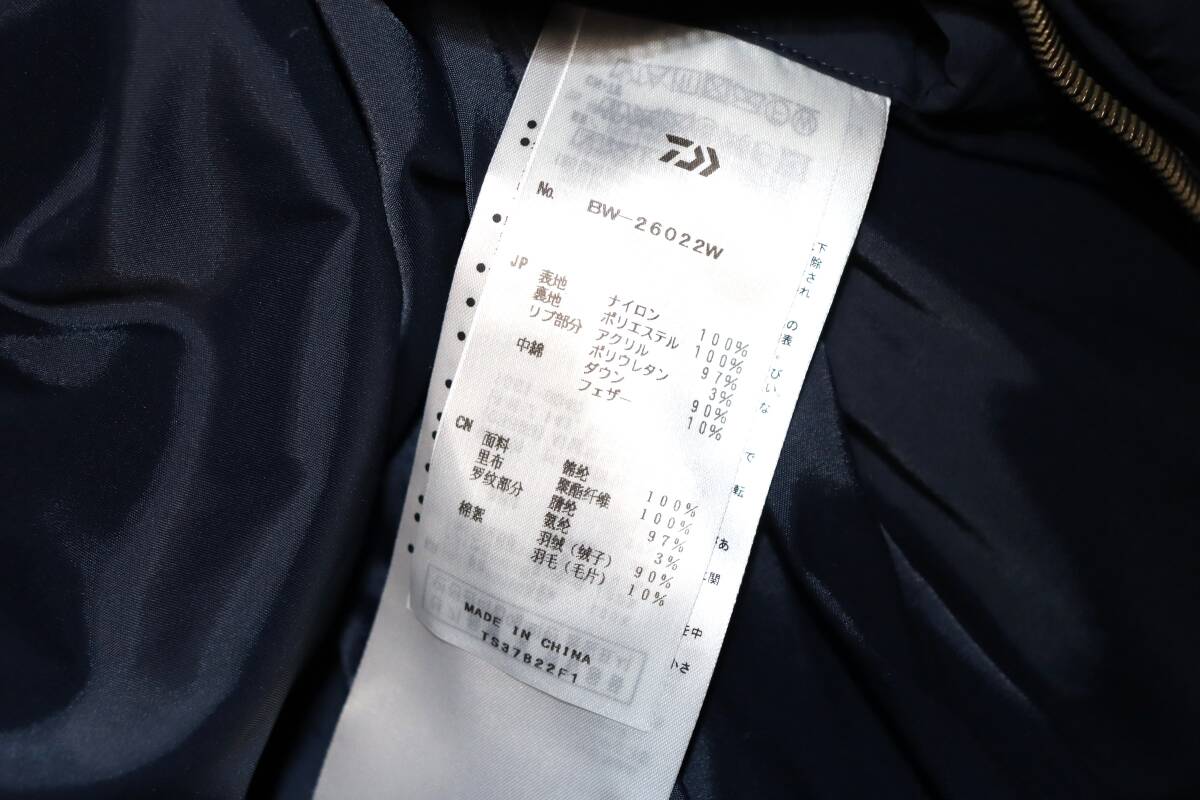 No. BW-26022W
JP
表地 ナイロン 100%
裏地 ポリエステル 100%
リブ部分 アクリル 97%
ポリウレタン 3%
中綿 ダウン 90%
フェザー 10%
CN
面料 锦纶 100%
里布 聚酯纤维 100%
罗纹部分 腈纶 97%
氨纶 3%
棉絮 羽绒(绒子) 90%
羽毛(毛片) 10%
MADE IN CHINA
TS37822F1